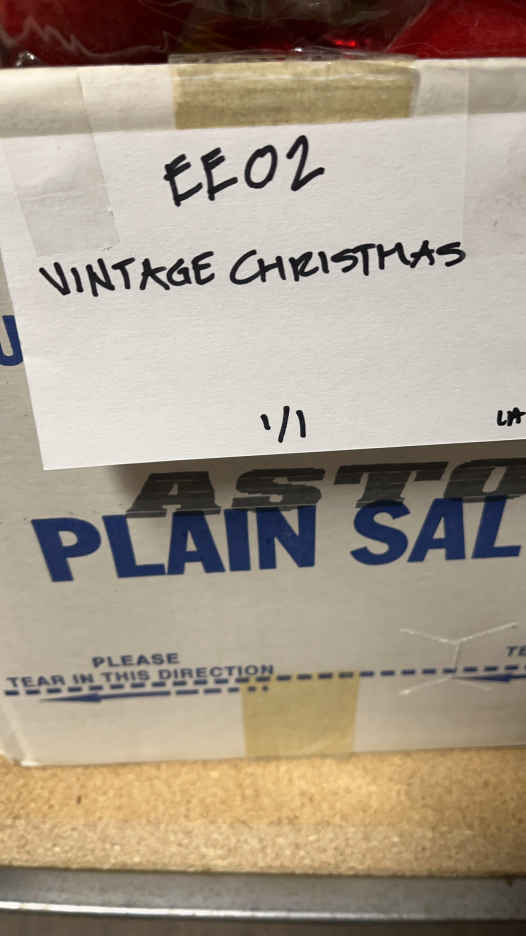 EE02
VINTAGE CHRISTMAS
1/1
PLAIN SAL
PLEASE
TEAR IN THIS DIRECTION